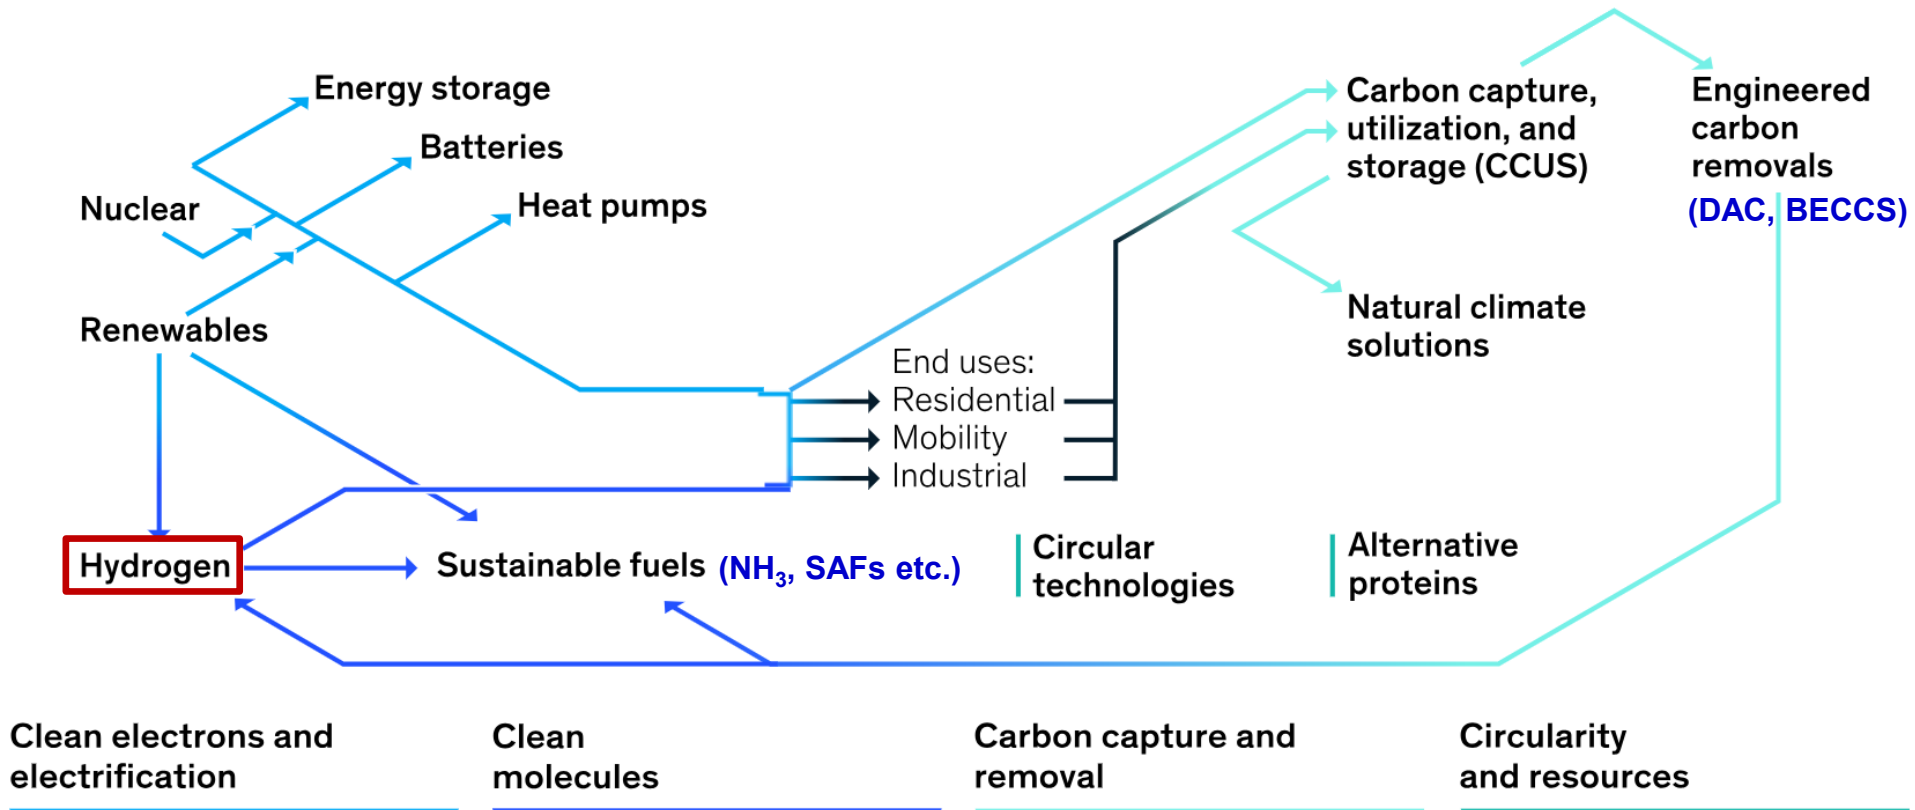 Energy storage
Batteries
Nuclear
Heat pumps
Renewables
Hydrogen
Sustainable fuels (NH₃, SAFs etc.)
End uses:
Residential
Mobility
Industrial
Carbon capture,
utilization, and
storage (CCUS)
Engineered
carbon
removals
(DAC, BECCS)
Natural climate
solutions
Circular
technologies
Alternative
proteins
Clean electrons and
electrification
Clean
molecules
Carbon capture and
removal
Circularity
and resources